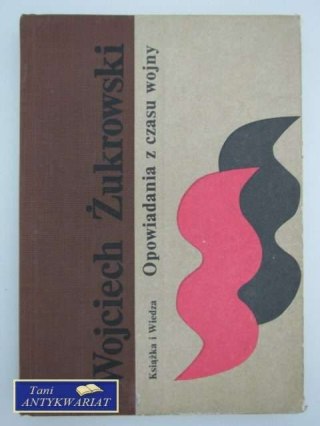 Wojciech Żukrowski
Opowiadania z czasu wojny
Książka i Wiedza
Tani
ANTYKWARIAT